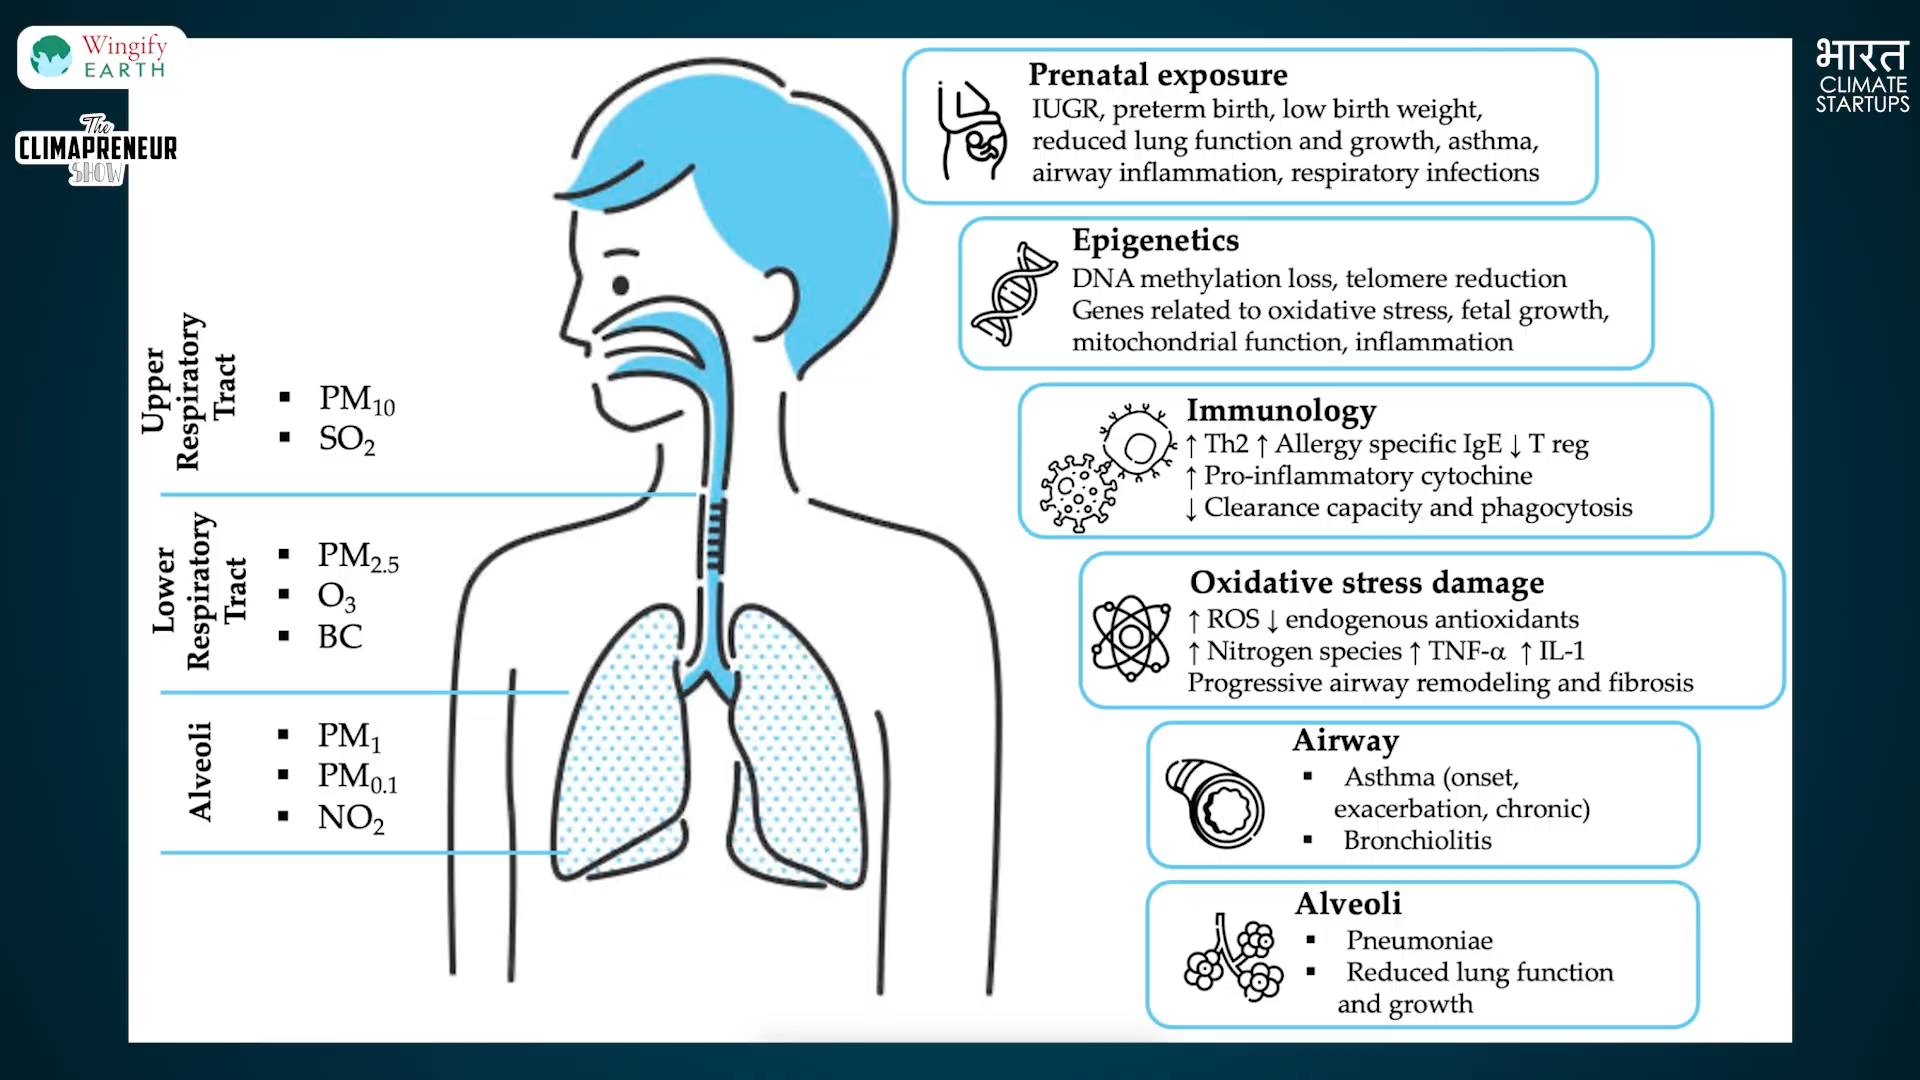 Wingify
EARTH
The
CLIMAPRENEUR
SHOW
भारत
CLIMATE
STARTUPS
Upper
Respiratory
Tract
▪ PM10
▪ SO2
Lower
Respiratory
Tract
▪ PM2.5
▪ O3
▪ BC
Alveoli
▪ PM1
▪ PM0.1
▪ NO2
Prenatal exposure
IUGR, preterm birth, low birth weight,
reduced lung function and growth, asthma,
airway inflammation, respiratory infections
Epigenetics
DNA methylation loss, telomere reduction
Genes related to oxidative stress, fetal growth,
mitochondrial function, inflammation
Immunology
↑ Th2 ↑ Allergy specific IgE ↓ T reg
↑ Pro-inflammatory cytochine
↓ Clearance capacity and phagocytosis
Oxidative stress damage
↑ ROS ↓ endogenous antioxidants
↑ Nitrogen species ↑ TNF-α ↑ IL-1
Progressive airway remodeling and fibrosis
Airway
▪ Asthma (onset,
exacerbation, chronic)
▪ Bronchiolitis
Alveoli
▪ Pneumoniae
▪ Reduced lung function
and growth